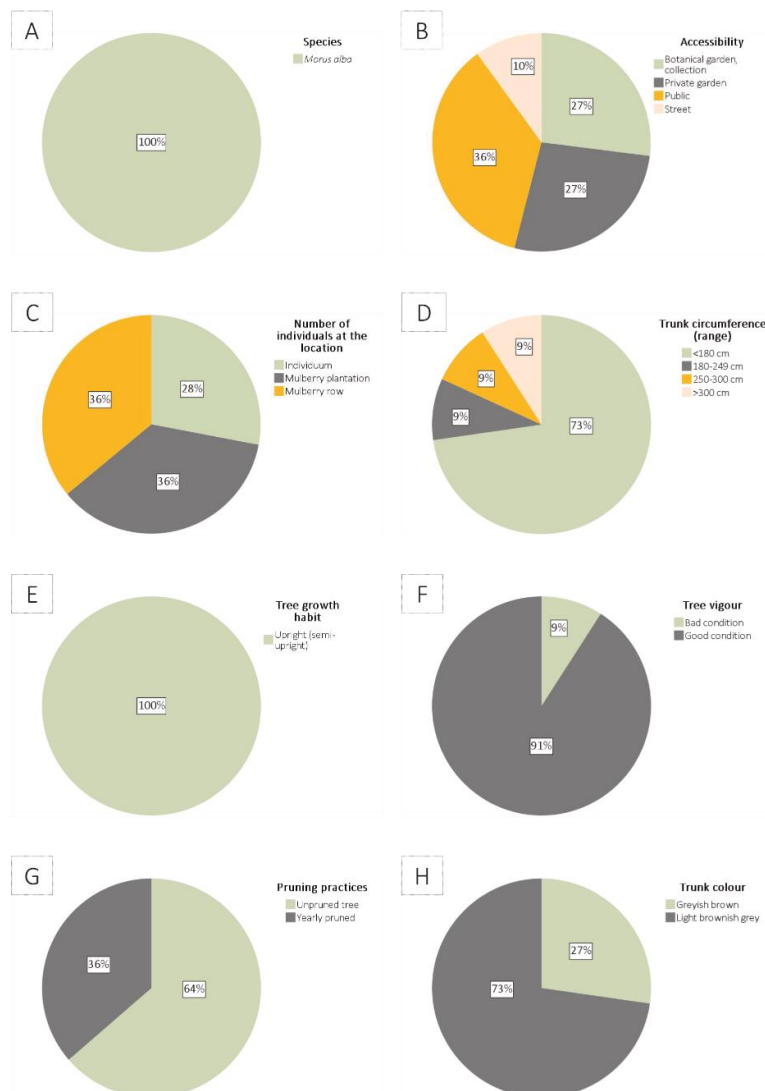 A
Species
Morus alba
100%
B
Accessibility
Botanical garden,
collection
Private garden
Public
Street
10%
27%
36%
27%
C
Number of
individuals at the
location
Individuum
Mulberry plantation
Mulberry row
28%
36%
36%
D
Trunk circumference
(range)
<180 cm
180-249 cm
250-300 cm
>300 cm
9%
9%
9%
73%
E
Tree growth
habit
Upright (semi-
upright)
100%
F
Tree vigour
Bad condition
Good condition
9%
91%
G
Pruning practices
Unpruned tree
Yearly pruned
36%
64%
H
Trunk colour
Greyish brown
Light brownish grey
27%
73%